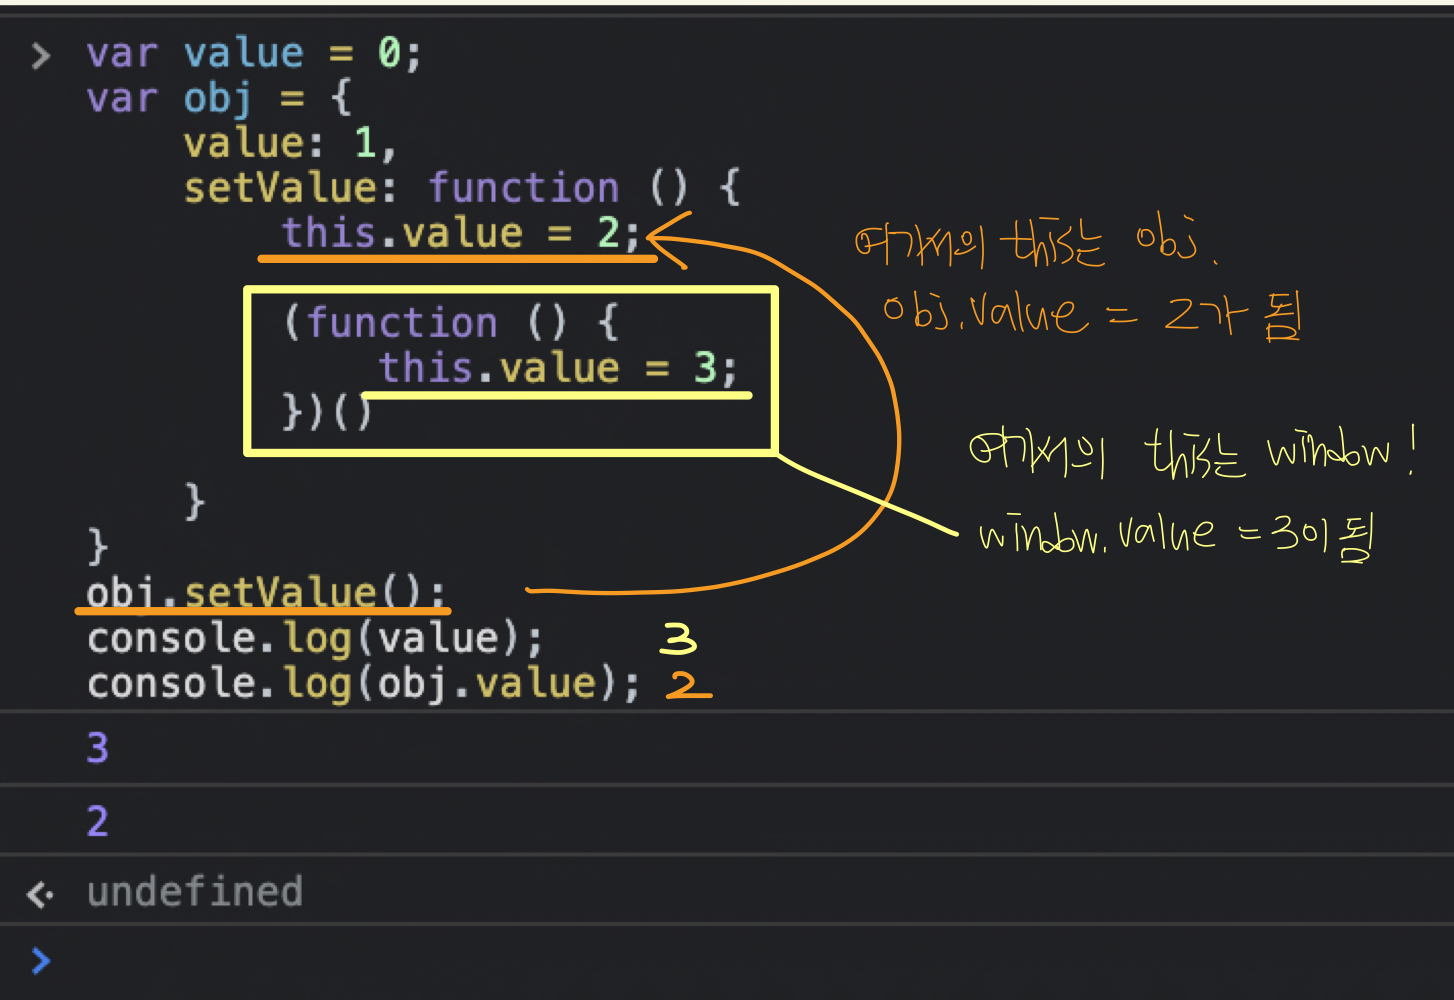 > var value = 0;
var obj = {
value: 1,
setValue: function () {
this.value = 2;
여기서의 this는 obj.
obj.value = 2가 됨
(function () {
this.value = 3;
})()
여기서의 this는 window!
window.value = 3이 됨
}
}
obj.setValue();
console.log(value); 3
console.log(obj.value); 2
3
2
undefined
>